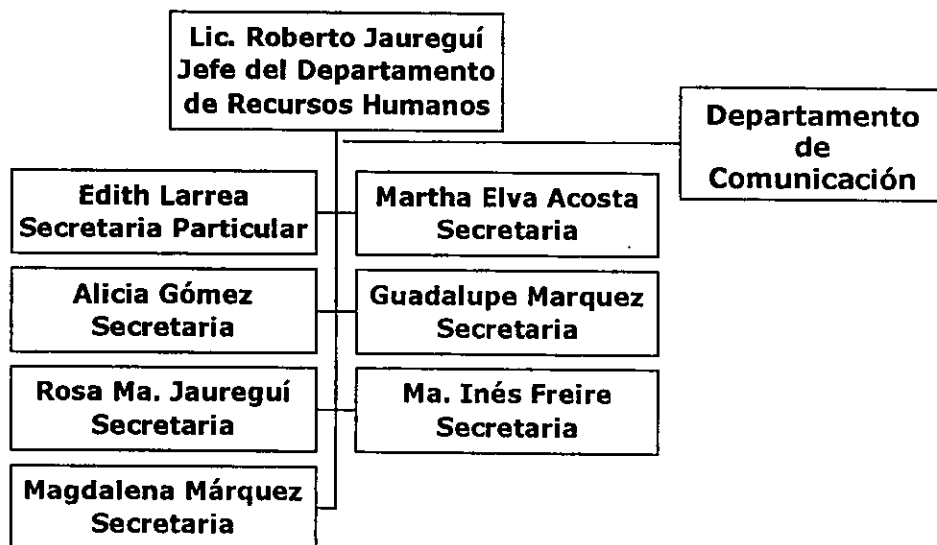 Lic. Roberto Jaureguí
Jefe del Departamento
de Recursos Humanos
Departamento
de
Comunicación
Edith Larrea
Secretaria Particular
Martha Elva Acosta
Secretaria
Alicia Gómez
Secretaria
Guadalupe Marquez
Secretaria
Rosa Ma. Jaureguí
Secretaria
Ma. Inés Freire
Secretaria
Magdalena Márquez
Secretaria